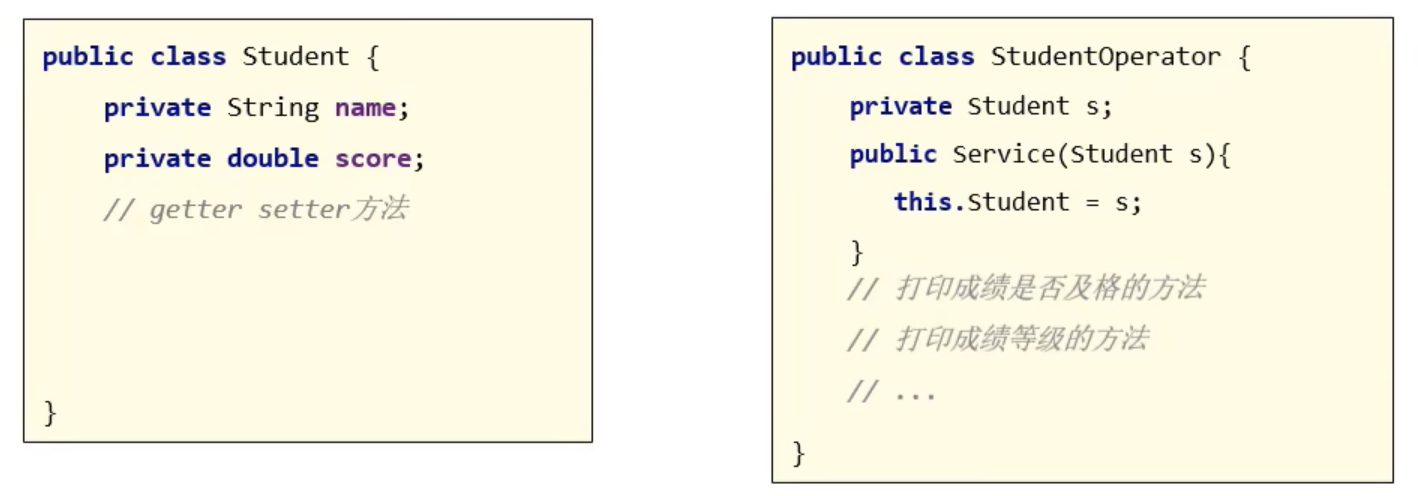 public class Student {
private String name;
private double score;
// getter setter方法
}
public class StudentOperator {
private Student s;
public Service(Student s){
this.Student = s;
}
// 打印成绩是否及格的方法
// 打印成绩等级的方法
// ...
}